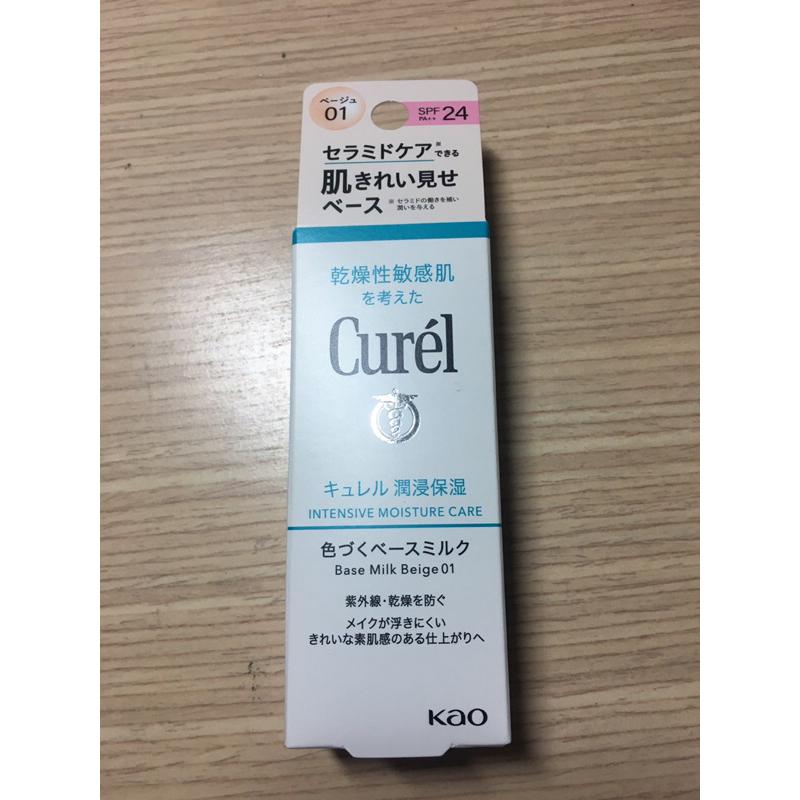 ベージュ
01
SPF 24
PA++
セラミドケア※できる
肌きれい見せ
ベース
※ セラミドの働きを補い
潤いを与える
乾燥性敏感肌
を考えた
Curél
キュレル 潤浸保湿
INTENSIVE MOISTURE CARE
色づくベースミルク
Base Milk Beige 01
紫外線・乾燥を防ぐ
メイクが浮きにくい
きれいな素肌感のある仕上がりへ
Kao